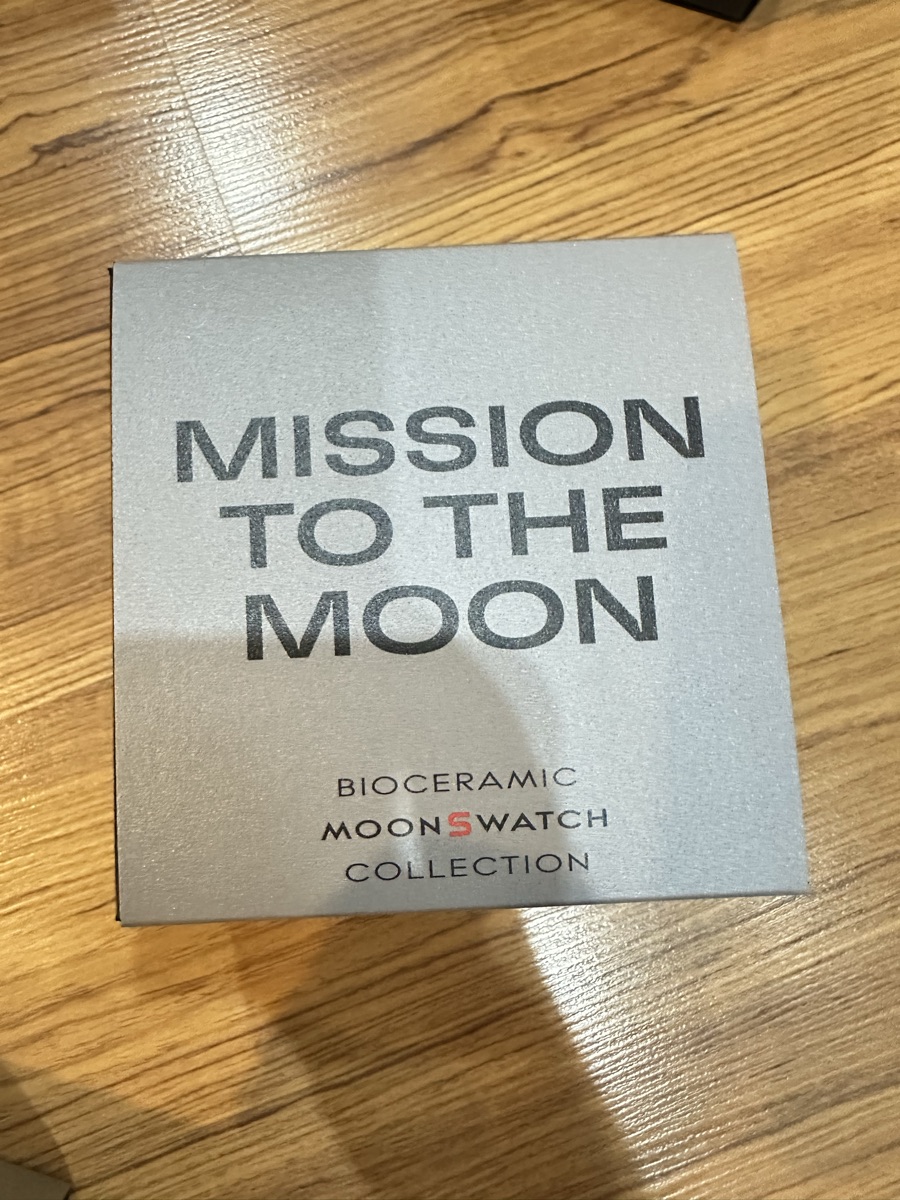 MISSION
TO THE
MOON
BIOCERAMIC
MOONSWATCH
COLLECTION